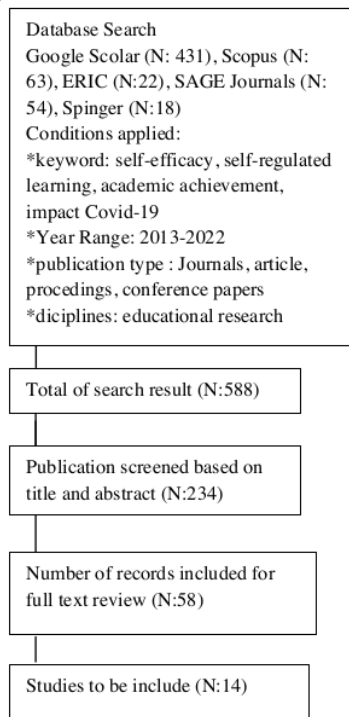 Database Search
Google Scolar (N: 431), Scopus (N:
63), ERIC (N:22), SAGE Journals (N:
54), Spinger (N:18)
Conditions applied:
*keyword: self-efficacy, self-regulated
learning, academic achievement,
impact Covid-19
*Year Range: 2013-2022
*publication type : Journals, article,
procedings, conference papers
*diciplines: educational research
Total of search result (N:588)
Publication screened based on
title and abstract (N:234)
Number of records included for
full text review (N:58)
Studies to be include (N:14)